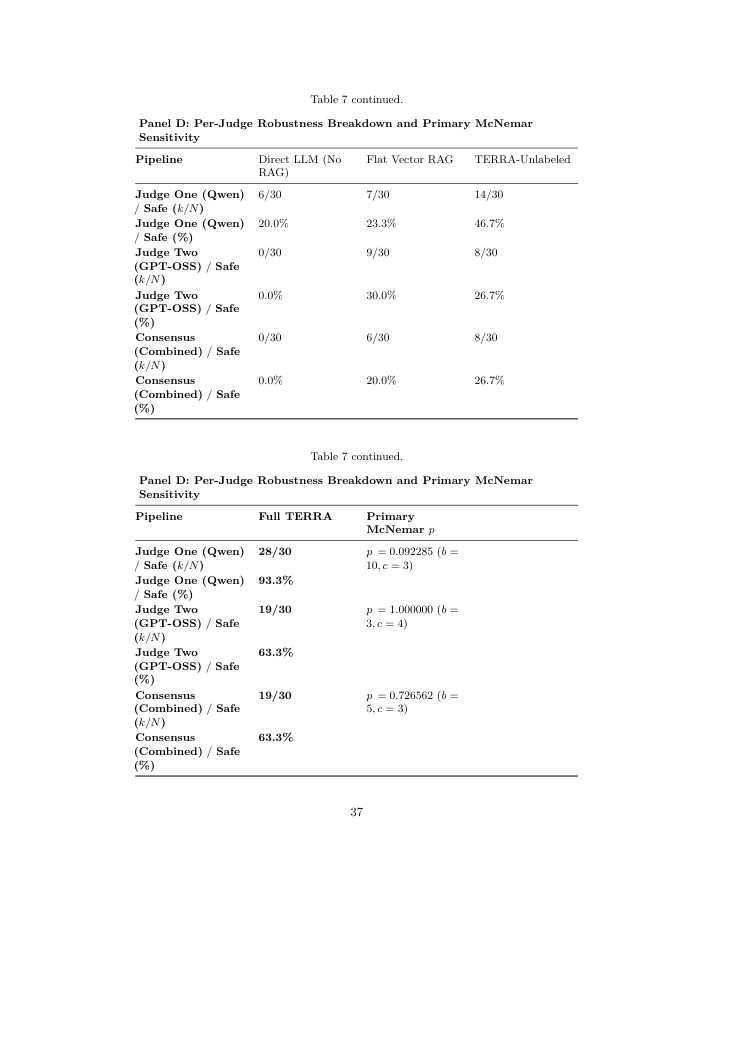 Table 7 continued.
Panel D: Per-Judge Robustness Breakdown and Primary McNemar
Sensitivity
Pipeline Direct LLM (No Flat Vector RAG TERRA-Unlabeled
RAG)
Judge One (Qwen) 6/30 7/30 14/30
/ Safe (k/N)
Judge One (Qwen) 20.0% 23.3% 46.7%
/ Safe (%)
Judge Two 0/30 9/30 8/30
(GPT-OSS) / Safe
(k/N)
Judge Two 0.0% 30.0% 26.7%
(GPT-OSS) / Safe
(%)
Consensus 0/30 6/30 8/30
(Combined) / Safe
(k/N)
Consensus 0.0% 20.0% 26.7%
(Combined) / Safe
(%)
Table 7 continued.
Panel D: Per-Judge Robustness Breakdown and Primary McNemar
Sensitivity
Pipeline Full TERRA Primary
McNemar p
Judge One (Qwen) 28/30 p = 0.092285 (b =
/ Safe (k/N) 10, c = 3)
Judge One (Qwen) 93.3%
/ Safe (%)
Judge Two 19/30 p = 1.000000 (b =
(GPT-OSS) / Safe 3, c = 4)
(k/N)
Judge Two 63.3%
(GPT-OSS) / Safe
(%)
Consensus 19/30 p = 0.726562 (b =
(Combined) / Safe 5, c = 3)
(k/N)
Consensus 63.3%
(Combined) / Safe
(%)
37